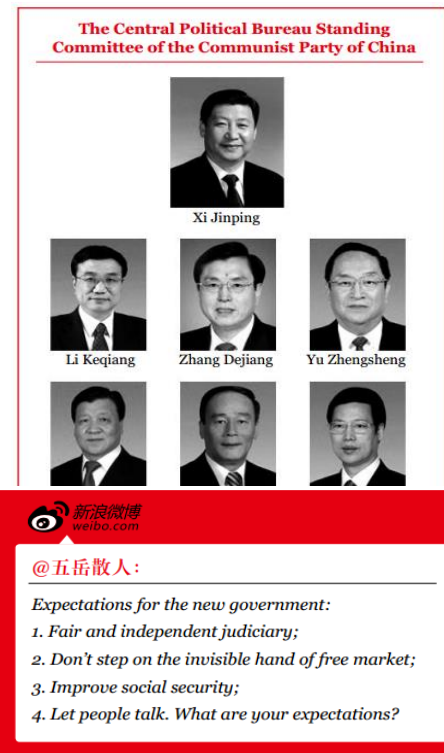 The Central Political Bureau Standing
Committee of the Communist Party of China
Xi Jinping
Li Keqiang
Zhang Dejiang
Yu Zhengsheng
新浪微博
weibo.com
@五岳散人:
Expectations for the new government:
1. Fair and independent judiciary;
2. Don't step on the invisible hand of free market;
3. Improve social security;
4. Let people talk. What are your expectations?